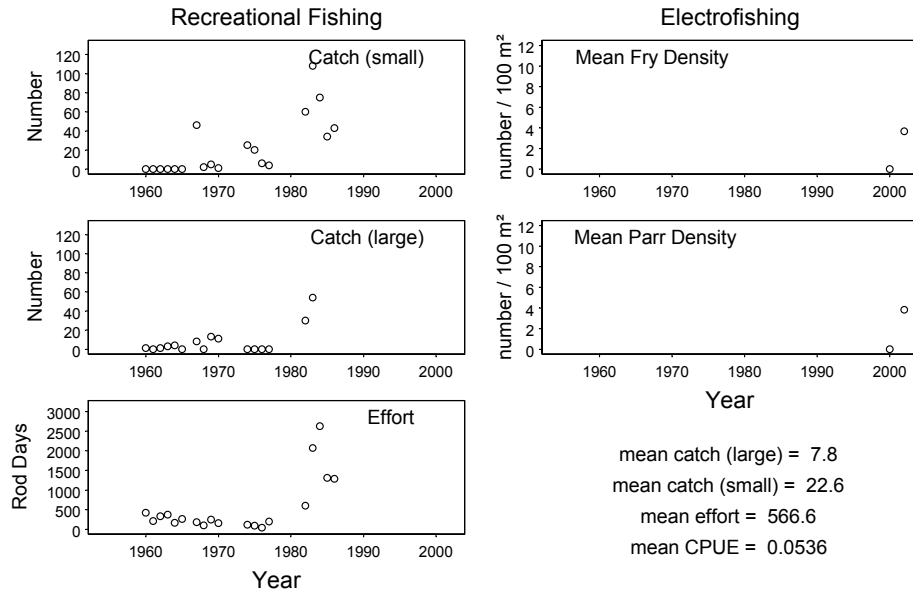 Recreational Fishing
Catch (small)
Number
120
100
80
60
40
20
0
1960 1970 1980 1990 2000
Catch (large)
Number
120
100
80
60
40
20
0
1960 1970 1980 1990 2000
Effort
Rod Days
3000
2500
2000
1500
1000
500
0
1960 1970 1980 1990 2000
Year
Electrofishing
Mean Fry Density
number / 100 m²
12
10
8
6
4
2
0
1960 1970 1980 1990 2000
Mean Parr Density
number / 100 m²
12
10
8
6
4
2
0
1960 1970 1980 1990 2000
Year
mean catch (large) = 7.8
mean catch (small) = 22.6
mean effort = 566.6
mean CPUE = 0.0536